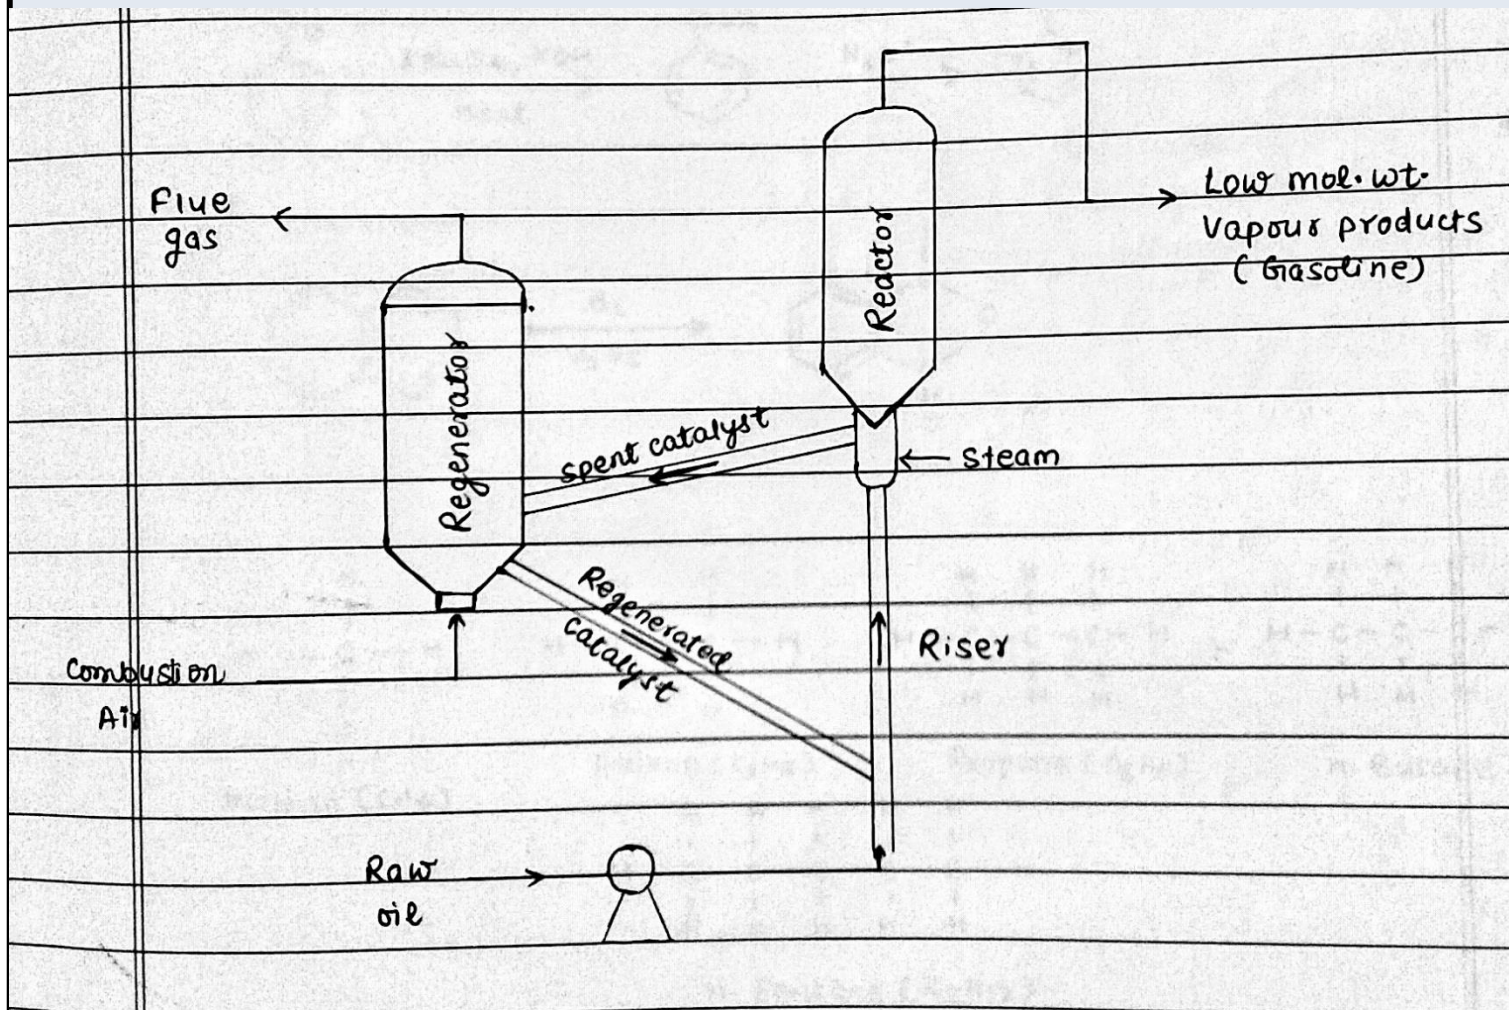 Flue
gas
Low mol. wt.
vapour products
(Gasoline)
Reactor
Regenerator
spent catalyst
steam
Regenerated
catalyst
Riser
Combustion
Air
Raw
oil